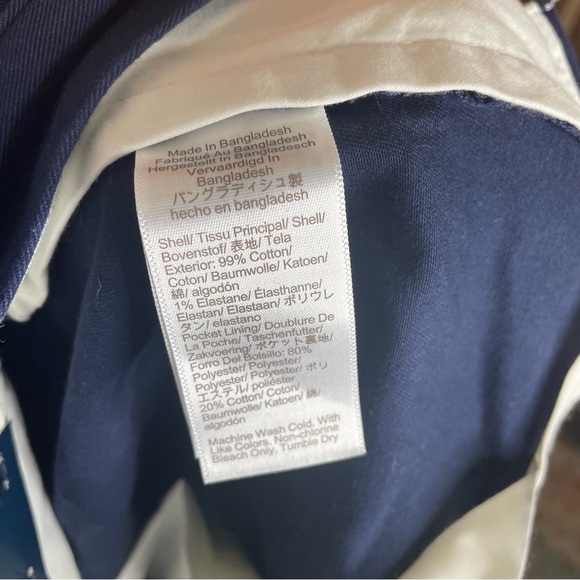 Made In Bangladesh
Fabriqué Au Bangladesh
Hergestellt In Bangladesch
Vervaardigd In
Bangladesh
バングラディシュ製
hecho en bangladesh
Shell/ Tissu Principal/ Shell/
Bovenstof/ 表地/ Tela
Exterior: 99% Cotton/
Coton/ Baumwolle/ Katoen/
綿/ algodón
1% Elastane/ Élasthanne/
Elastan/ Elastaan/ ポリウレ
タン/ elastano
Pocket Lining/ Doublure De
La Poche/ Taschenfutter/
Zakvoering/ ポケット裏地/
Forro Del Bolsillo: 80%
Polyester/ Polyester/
Polyester/ Polyester/ ポリ
エステル/ poliéster
20% Cotton/ Coton/
Baumwolle/ Katoen/ 綿/
algodón
Machine Wash Cold. With
Like Colors. Non-chlorine
Bleach Only, Tumble Dry